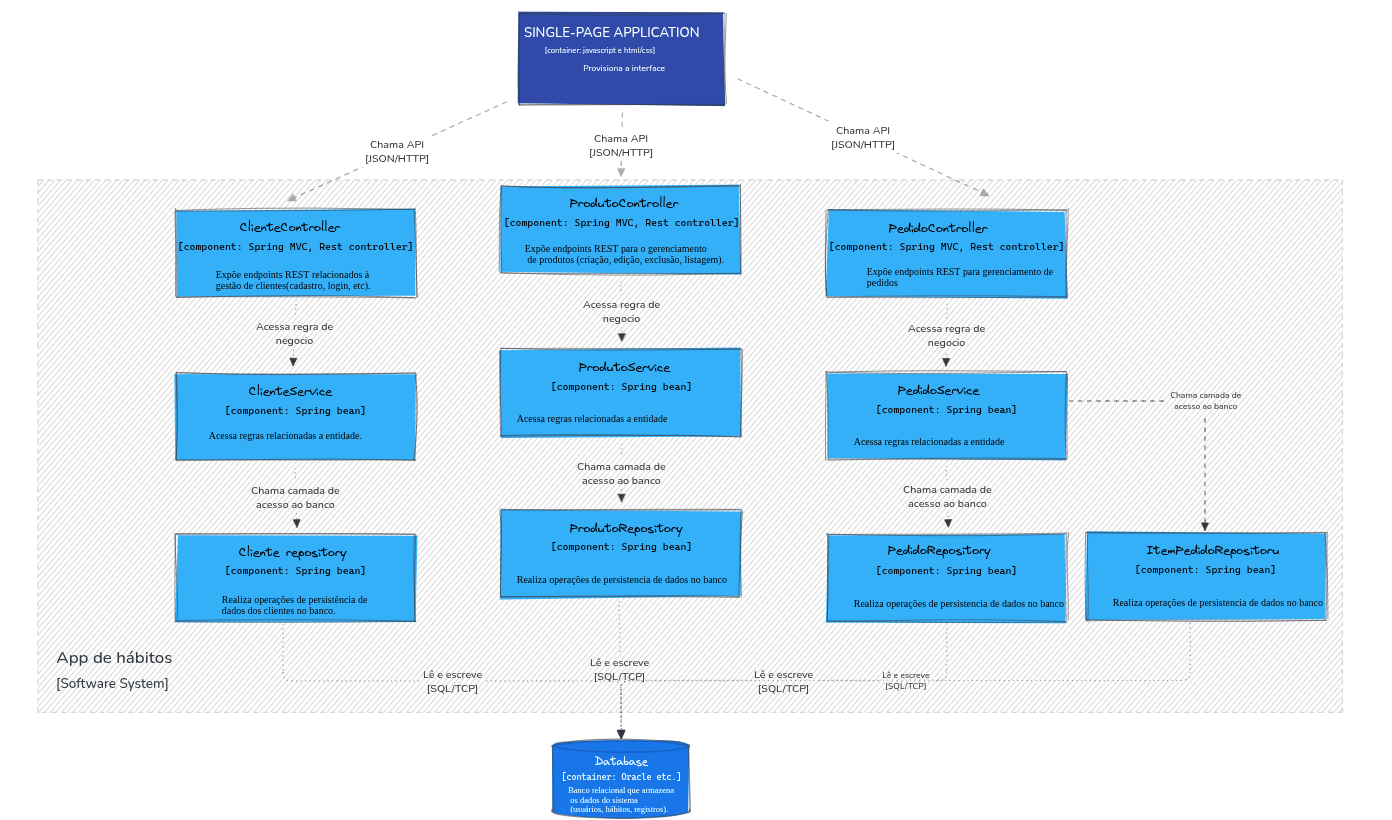 SINGLE-PAGE APPLICATION
[container: javascript e html/css]
Provisiona a interface
Chama API
[JSON/HTTP]
Chama API
[JSON/HTTP]
Chama API
[JSON/HTTP]
ClienteController
[component: Spring MVC, Rest controller]
Expõe endpoints REST relacionados à
gestão de clientes(cadastro, login, etc).
ProdutoController
[component: Spring MVC, Rest controller]
Expõe endpoints REST para o gerenciamento
de produtos (criação, edição, exclusão, listagem).
PedidoController
[component: Spring MVC, Rest controller]
Expõe endpoints REST para gerenciamento de
pedidos
Acessa regra de
negocio
Acessa regra de
negocio
Acessa regra de
negocio
ClienteService
[component: Spring bean]
Acessa regras relacionadas a entidade.
ProdutoService
[component: Spring bean]
Acessa regras relacionadas a entidade
PedidoService
[component: Spring bean]
Acessa regras relacionadas a entidade
Chama camada de
acesso ao banco
Chama camada de
acesso ao banco
Chama camada de
acesso ao banco
Chama camada de
acesso ao banco
Cliente repository
[component: Spring bean]
Realiza operações de persistência de
dados dos clientes no banco.
ProdutoRepository
[component: Spring bean]
Realiza operações de persistencia de dados no banco
PedidoRepository
[component: Spring bean]
Realiza operações de persistencia de dados no banco
ItemPedidoRepositoru
[component: Spring bean]
Realiza operações de persistencia de dados no banco
App de hábitos
[Software System]
Lê e escreve
[SQL/TCP]
Lê e escreve
[SQL/TCP]
Lê e escreve
[SQL/TCP]
Lê e escreve
[SQL/TCP]
Database
[container: Oracle etc.]
Banco relacional que armazena
os dados do sistema
(usuários, hábitos, registros).